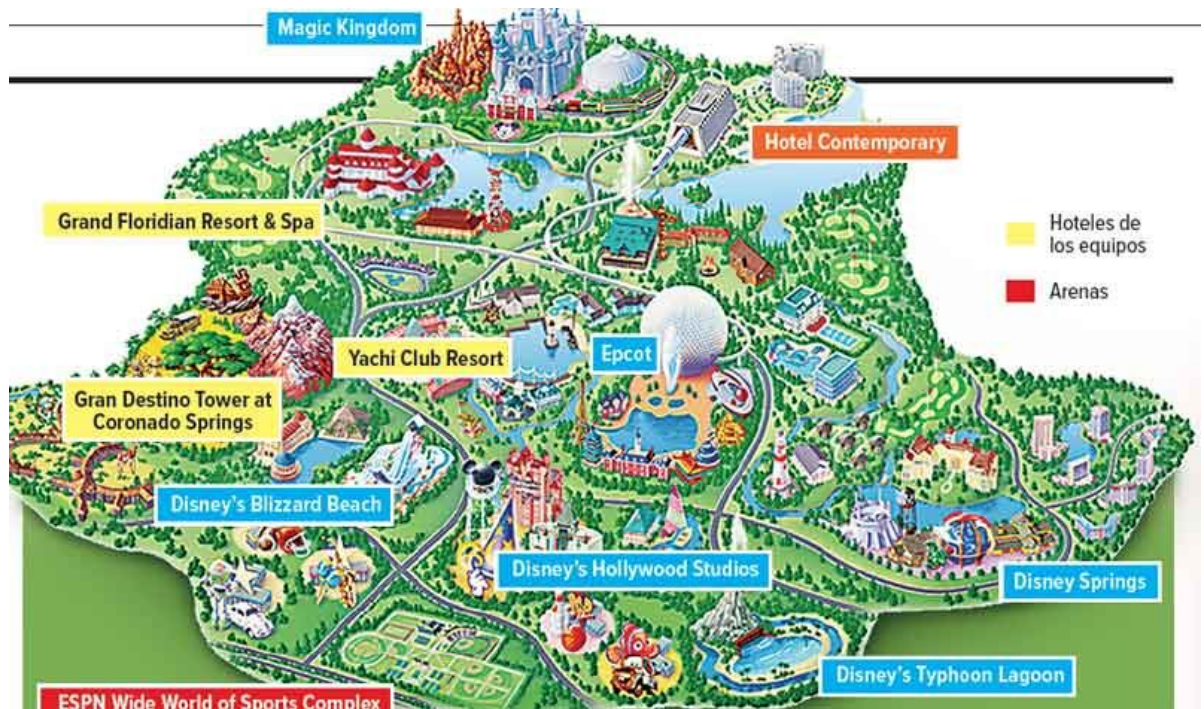 Magic Kingdom
Hotel Contemporary
Grand Floridian Resort & Spa
Hoteles de
los equipos
Arenas
Yachi Club Resort
Epcot
Gran Destino Tower at
Coronado Springs
Disney's Blizzard Beach
Disney's Hollywood Studios
Disney Springs
Disney's Typhoon Lagoon
ESPN Wide World of Sports Complex